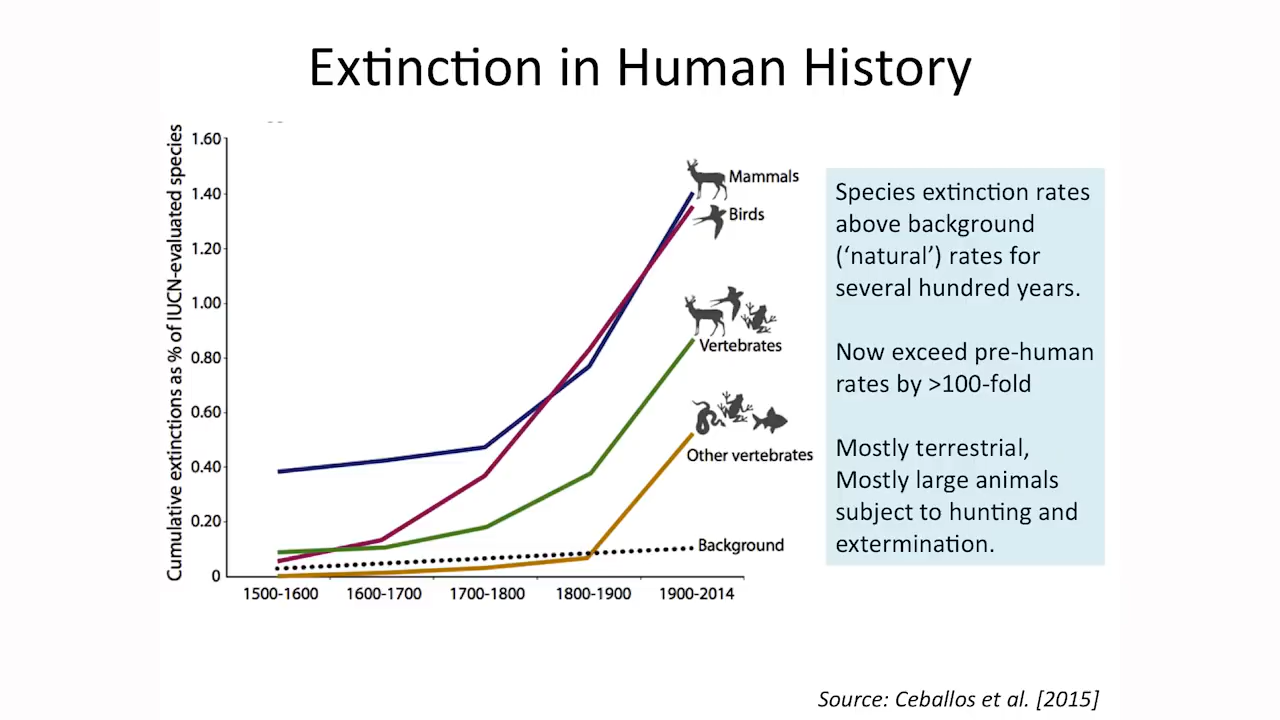 Extinction in Human History
Cumulative extinctions as % of IUCN-evaluated species
1.60
1.40
1.20
1.00
0.80
0.60
0.40
0.20
0
1500-1600
1600-1700
1700-1800
1800-1900
1900-2014
Mammals
Birds
Vertebrates
Other vertebrates
Background
Species extinction rates
above background
(‘natural’) rates for
several hundred years.
Now exceed pre-human
rates by >100-fold
Mostly terrestrial,
Mostly large animals
subject to hunting and
extermination.
Source: Ceballos et al. [2015]